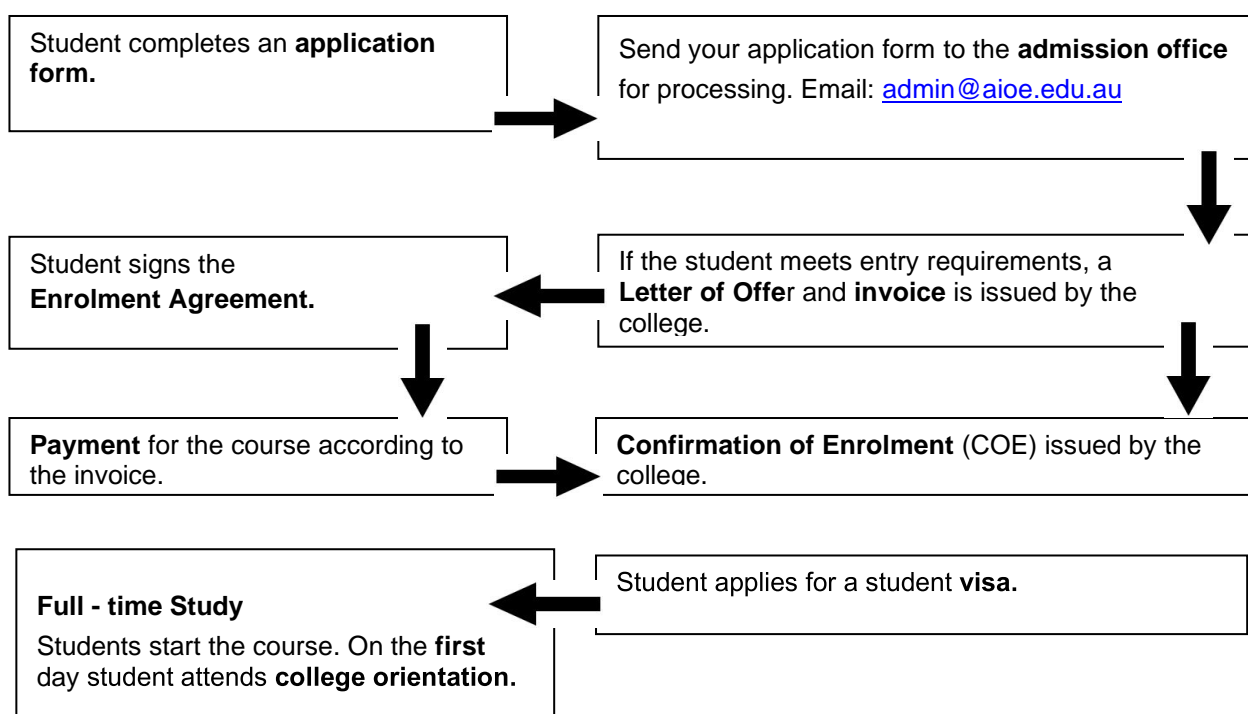 Student completes an application
form.
Send your application form to the admission office
for processing. Email: admin@aioe.edu.au
If the student meets entry requirements, a
Letter of Offer and invoice is issued by the
college.
Student signs the
Enrolment Agreement.
Payment for the course according to
the invoice.
Confirmation of Enrolment (COE) issued by the
college.
Student applies for a student visa.
Full - time Study
Students start the course. On the first
day student attends college orientation.